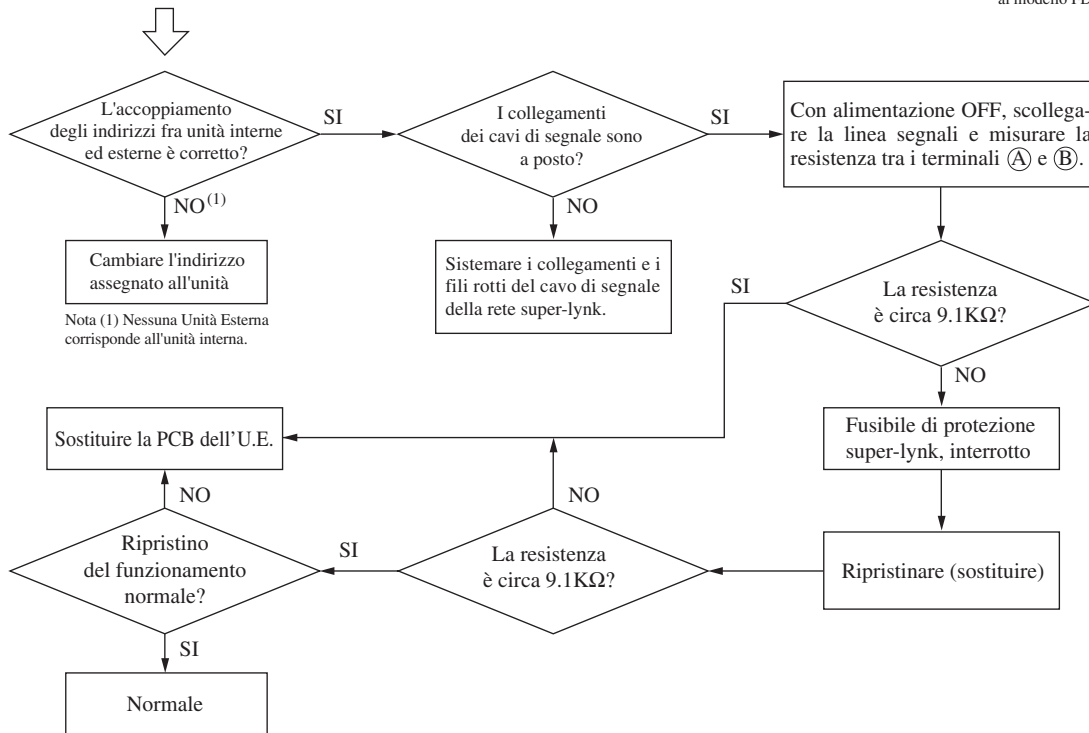 al modello FD
L'accoppiamento
degli indirizzi fra unità interne
ed esterne è corretto?
SI
NO(1)
Cambiare l'indirizzo
assegnato all'unità
Nota (1) Nessuna Unità Esterna
corrisponde all'unità interna.
I collegamenti
dei cavi di segnale sono
a posto?
SI
NO
Sistemare i collegamenti e i
fili rotti del cavo di segnale
della rete super-lynk.
Con alimentazione OFF, scollega-
re la linea segnali e misurare la
resistenza tra i terminali Ⓐ e Ⓑ.
La resistenza
è circa 9.1KΩ?
SI
NO
Fusibile di protezione
super-lynk, interrotto
Ripristinare (sostituire)
La resistenza
è circa 9.1KΩ?
NO
SI
Sostituire la PCB dell'U.E.
NO
Ripristino
del funzionamento
normale?
SI
Normale